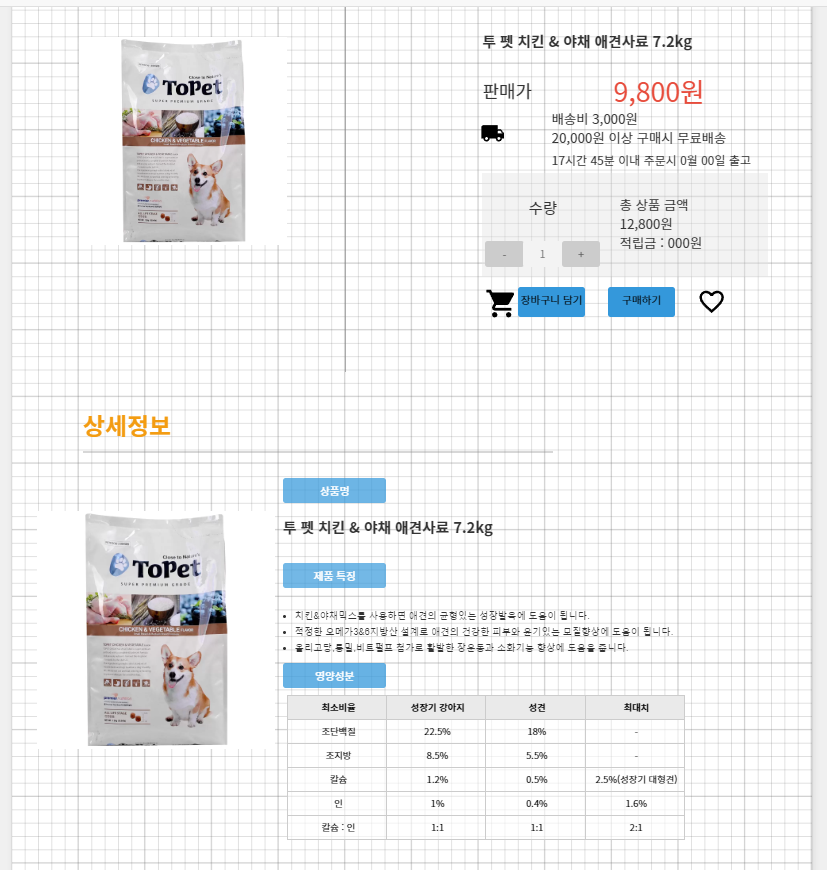 투 펫 치킨 & 야채 애견사료 7.2kg
판매가
9,800원
배송비 3,000원
20,000원 이상 구매시 무료배송
17시간 45분 이내 주문시 0월 00일 출고
수량
총 상품 금액
12,800원
적립금 : 000원
- 1 +
장바구니 담기
구매하기
Close to Nature's
ToPet
SUPER PREMIUM GRADE
CHICKEN & VEGETABLE FLAVOR
상세정보
상품명
투 펫 치킨 & 야채 애견사료 7.2kg
제품 특징
치킨&야채믹스를 사용하면 애견의 균형있는 성장발육에 도움이 됩니다.
적정한 오메가3&6지방산 설계로 애견의 건강한 피부와 윤기있는 모질향상에 도움이 됩니다.
올리고당,통밀,비트펄프 첨가로 활발한 장운동과 소화기능 향상에 도움을 줍니다.
Close to Nature's
ToPet
SUPER PREMIUM GRADE
CHICKEN & VEGETABLE FLAVOR
영양성분
최소비율 성장기 강아지 성견 최대치
조단백질 22.5% 18% -
조지방 8.5% 5.5% -
칼슘 1.2% 0.5% 2.5%(성장기 대형견)
인 1% 0.4% 1.6%
칼슘 : 인 1:1 1:1 2:1